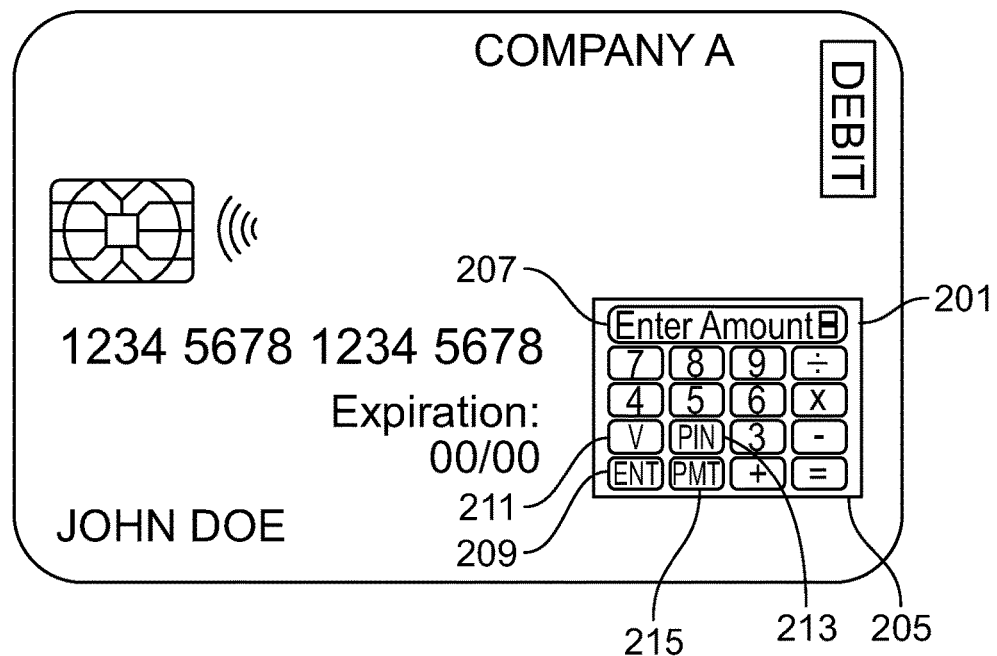 COMPANY A
DEBIT
207
201
Enter Amount 8
7 8 9 ÷
1234 5678 1234 5678
4 5 6 x
Expiration:
V PIN 3 -
00/00
ENT PMT + =
211
JOHN DOE
209
215
213
205